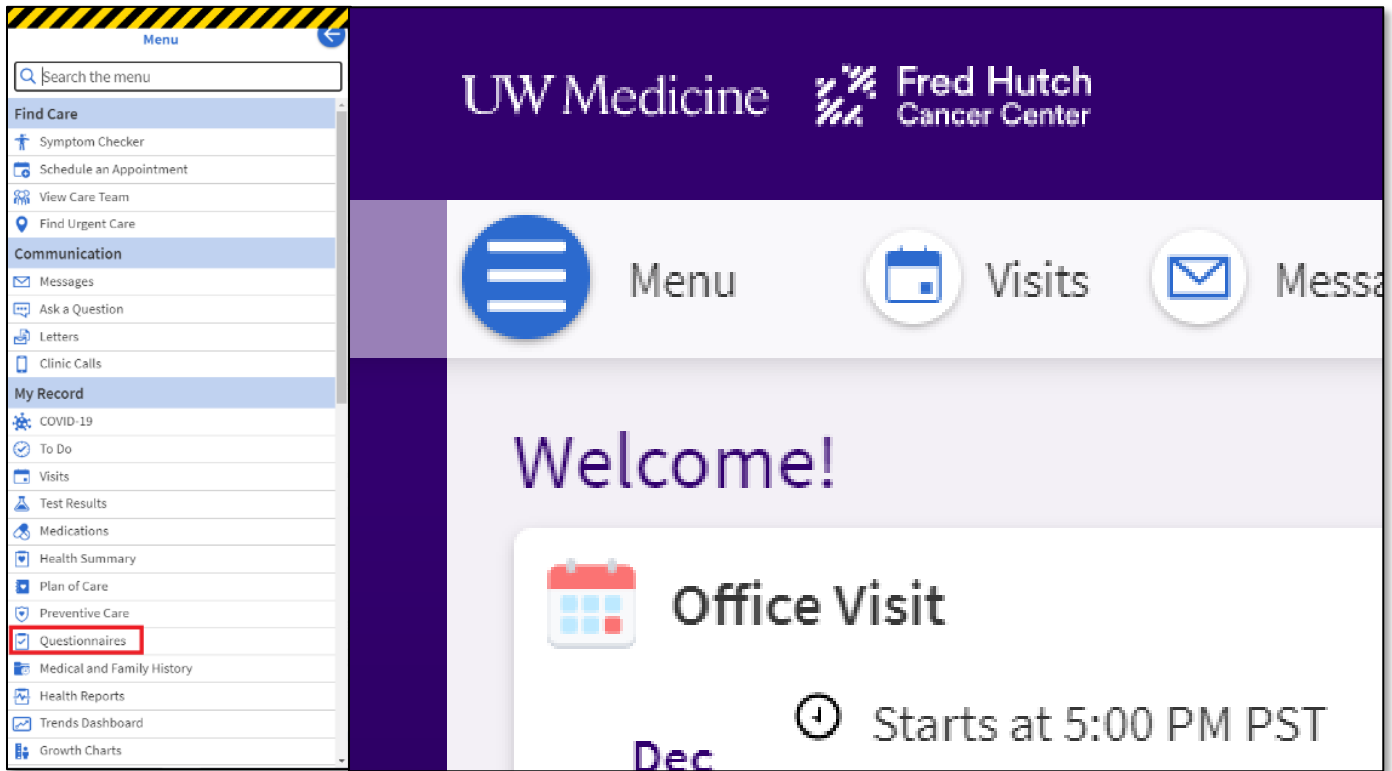 Menu
Search the menu
Find Care
Symptom Checker
Schedule an Appointment
View Care Team
Find Urgent Care
Communication
Messages
Ask a Question
Letters
Clinic Calls
My Record
COVID-19
To Do
Visits
Test Results
Medications
Health Summary
Plan of Care
Preventive Care
Questionnaires
Medical and Family History
Health Reports
Trends Dashboard
Growth Charts
UW Medicine
Fred Hutch
Cancer Center
Menu
Visits
Messa
Welcome!
Office Visit
Starts at 5:00 PM PST
Dec